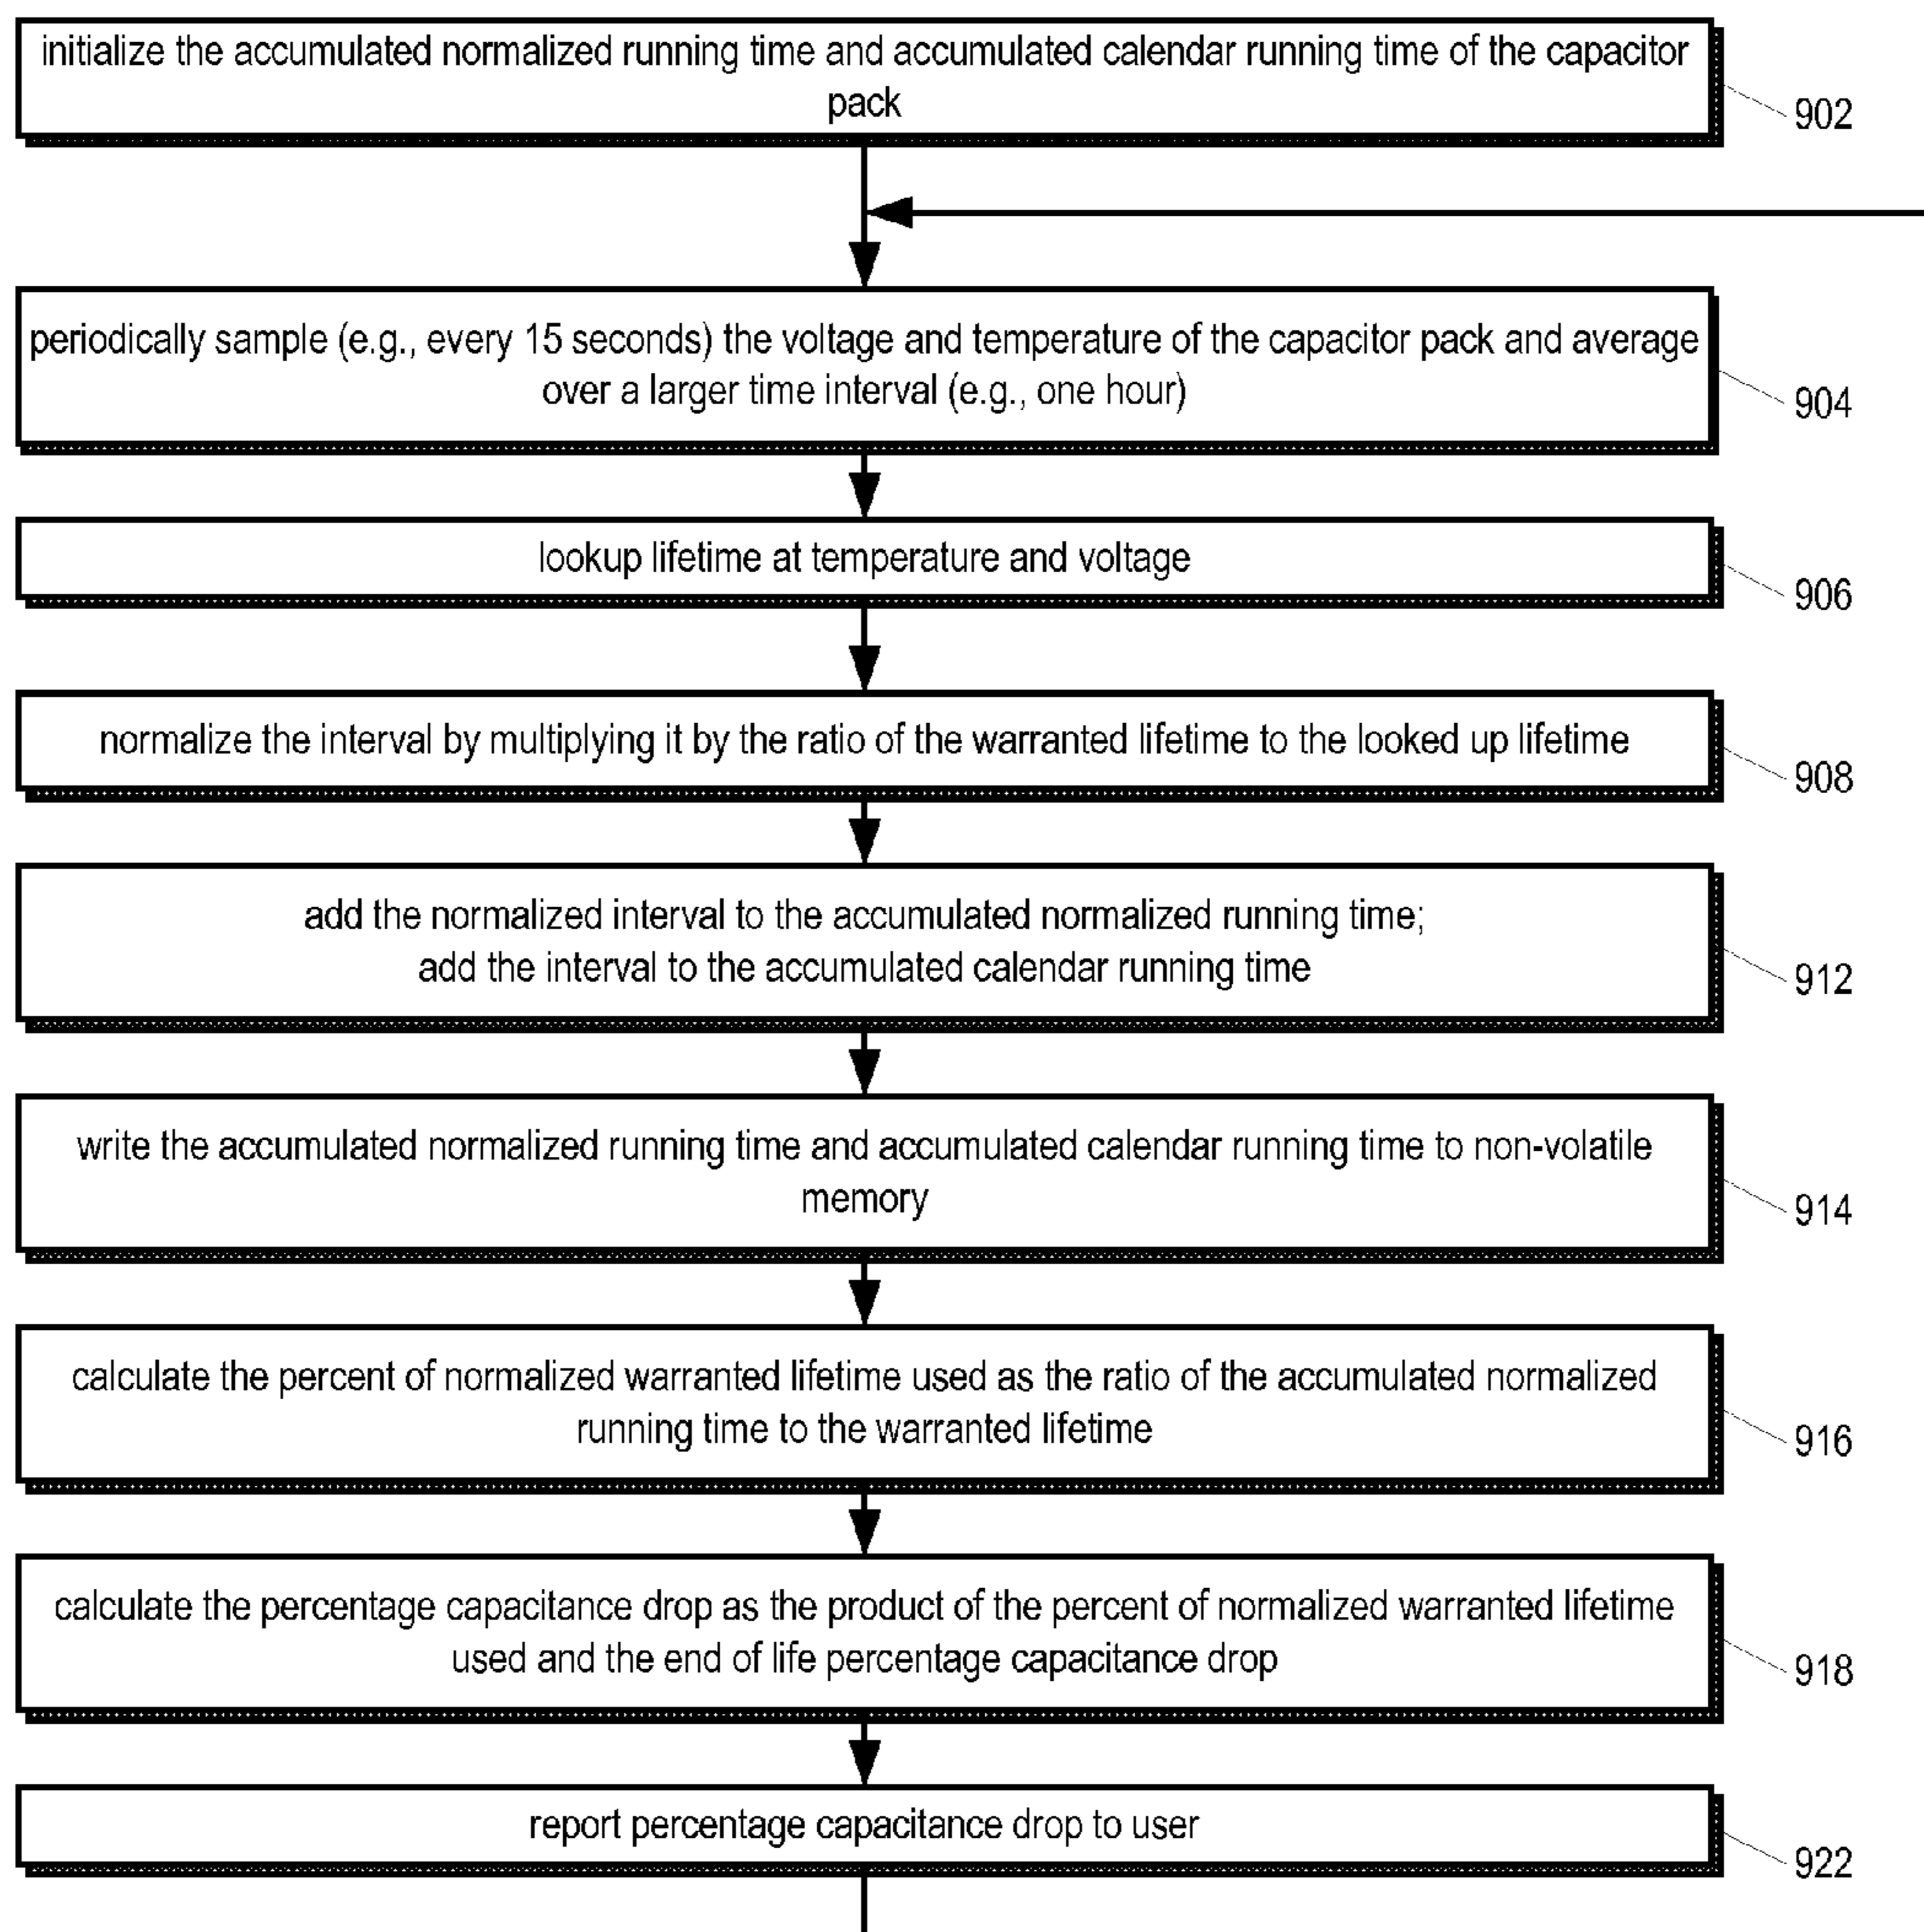 initialize the accumulated normalized running time and accumulated calendar running time of the capacitor
pack
902
periodically sample (e.g., every 15 seconds) the voltage and temperature of the capacitor pack and average
over a larger time interval (e.g., one hour)
904
lookup lifetime at temperature and voltage
906
normalize the interval by multiplying it by the ratio of the warranted lifetime to the looked up lifetime
908
add the normalized interval to the accumulated normalized running time;
add the interval to the accumulated calendar running time
912
write the accumulated normalized running time and accumulated calendar running time to non-volatile
memory
914
calculate the percent of normalized warranted lifetime used as the ratio of the accumulated normalized
running time to the warranted lifetime
916
calculate the percentage capacitance drop as the product of the percent of normalized warranted lifetime
used and the end of life percentage capacitance drop
918
report percentage capacitance drop to user
922